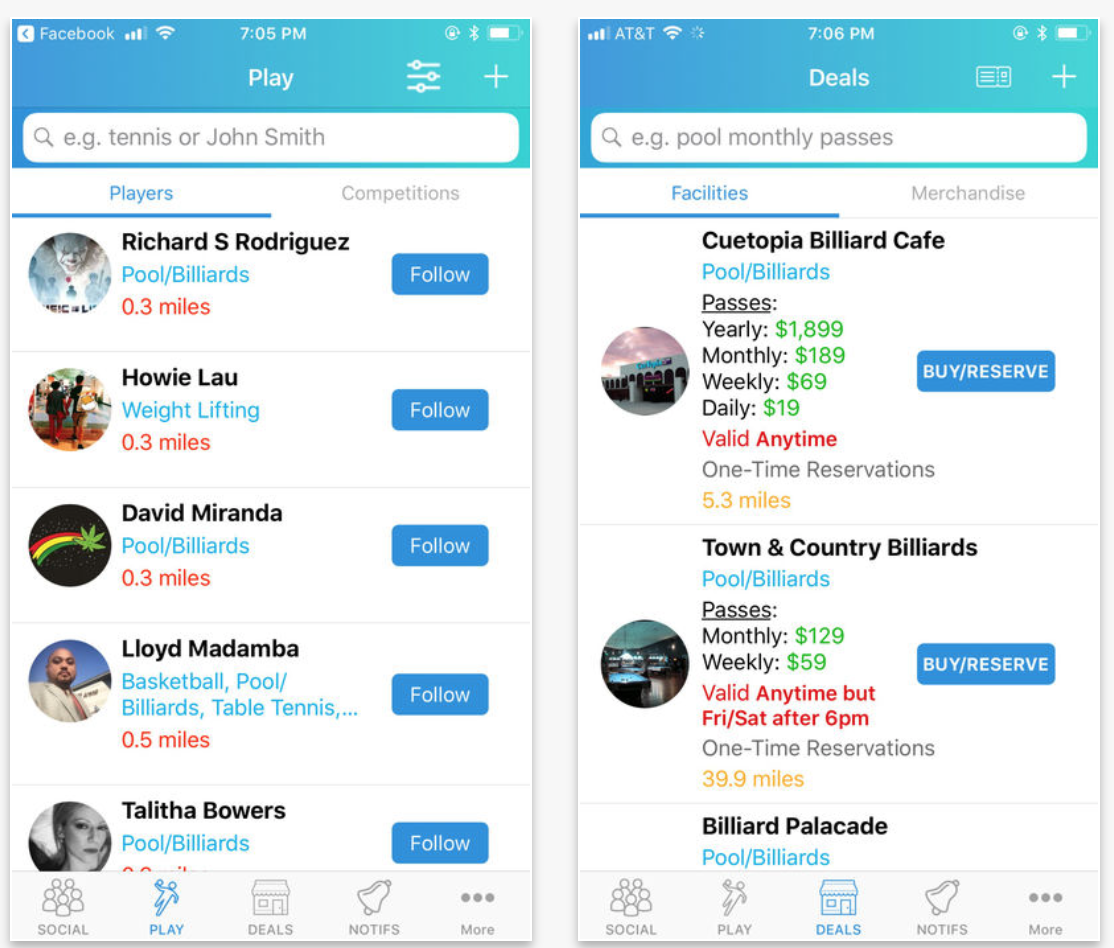 Facebook
7:05 PM
Play
e.g. tennis or John Smith
Players
Competitions
Richard S Rodriguez
Pool/Billiards
0.3 miles
Follow
Howie Lau
Weight Lifting
0.3 miles
Follow
David Miranda
Pool/Billiards
0.3 miles
Follow
Lloyd Madamba
Basketball, Pool/
Billiards, Table Tennis,...
0.5 miles
Follow
Talitha Bowers
Pool/Billiards
Follow
SOCIAL
PLAY
DEALS
NOTIFS
More
AT&T
7:06 PM
Deals
e.g. pool monthly passes
Facilities
Merchandise
Cuetopia Billiard Cafe
Pool/Billiards
Passes:
Yearly: $1,899
Monthly: $189
Weekly: $69
Daily: $19
Valid Anytime
One-Time Reservations
5.3 miles
BUY/RESERVE
Town & Country Billiards
Pool/Billiards
Passes:
Monthly: $129
Weekly: $59
Valid Anytime but
Fri/Sat after 6pm
One-Time Reservations
39.9 miles
BUY/RESERVE
Billiard Palacade
Pool/Billiards
SOCIAL
PLAY
DEALS
NOTIFS
More